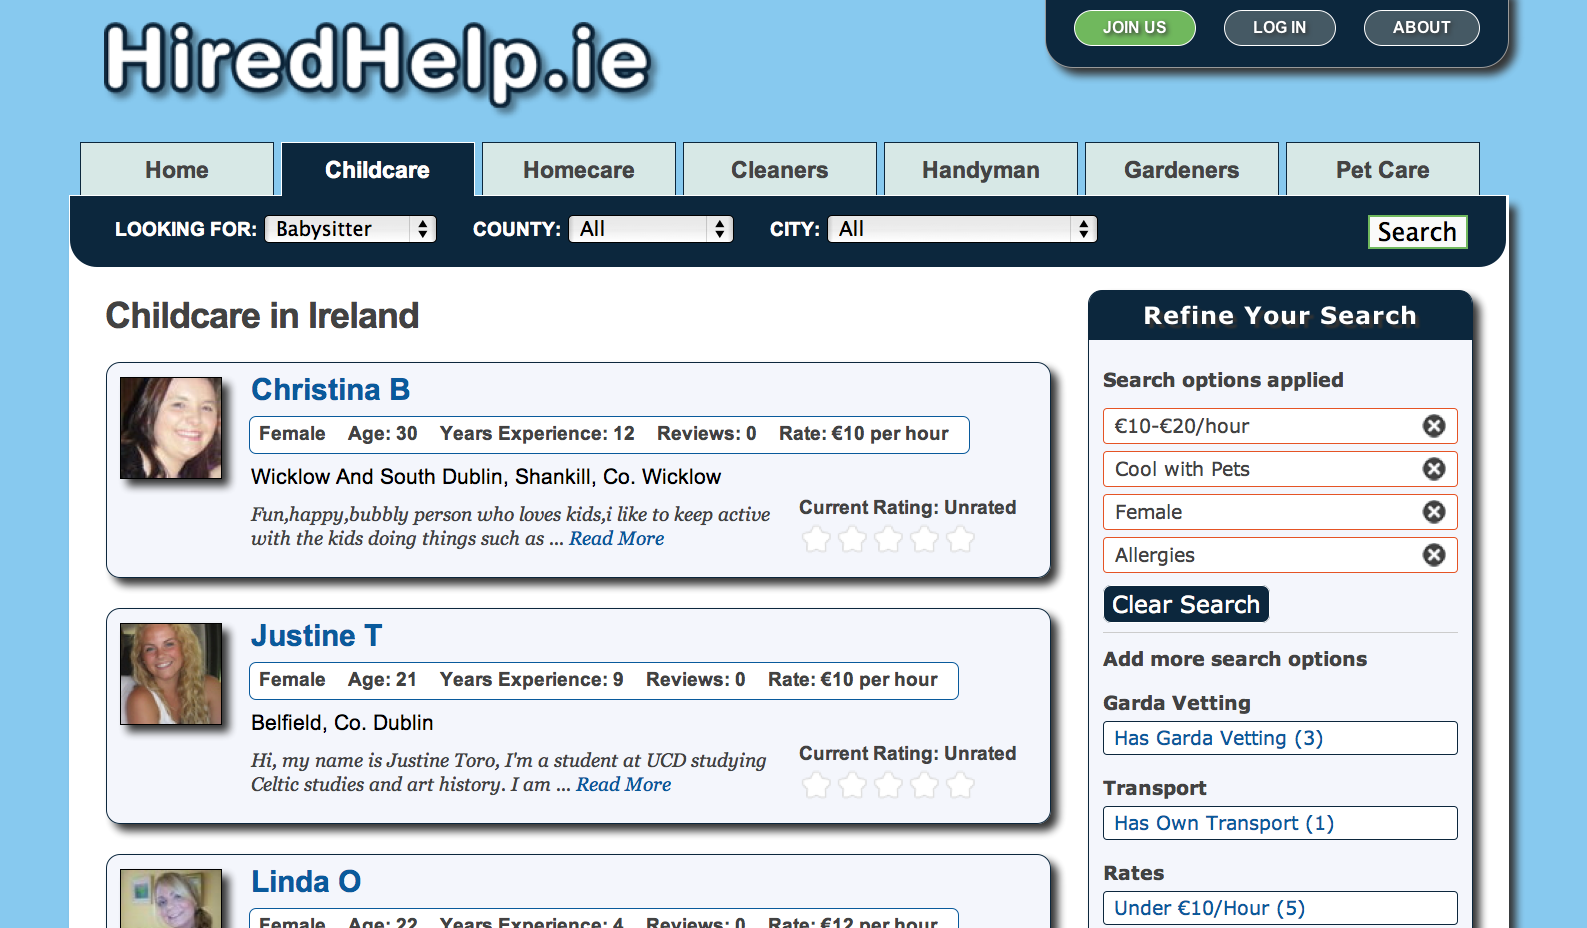 HiredHelp.ie
JOIN US
LOG IN
ABOUT
Home
Childcare
Homecare
Cleaners
Handyman
Gardeners
Pet Care
LOOKING FOR: Babysitter
COUNTY: All
CITY: All
Search
Childcare in Ireland
Christina B
Female Age: 30 Years Experience: 12 Reviews: 0 Rate: €10 per hour
Wicklow And South Dublin, Shankill, Co. Wicklow
Fun,happy,bubbly person who loves kids,i like to keep active
with the kids doing things such as ... Read More
Current Rating: Unrated
Justine T
Female Age: 21 Years Experience: 9 Reviews: 0 Rate: €10 per hour
Belfield, Co. Dublin
Hi, my name is Justine Toro, I'm a student at UCD studying
Celtic studies and art history. I am ... Read More
Current Rating: Unrated
Linda O
Female Age: 22 Years Experience: 4 Reviews: 0 Rate: €12 per hour
Refine Your Search
Search options applied
€10-€20/hour
Cool with Pets
Female
Allergies
Clear Search
Add more search options
Garda Vetting
Has Garda Vetting (3)
Transport
Has Own Transport (1)
Rates
Under €10/Hour (5)